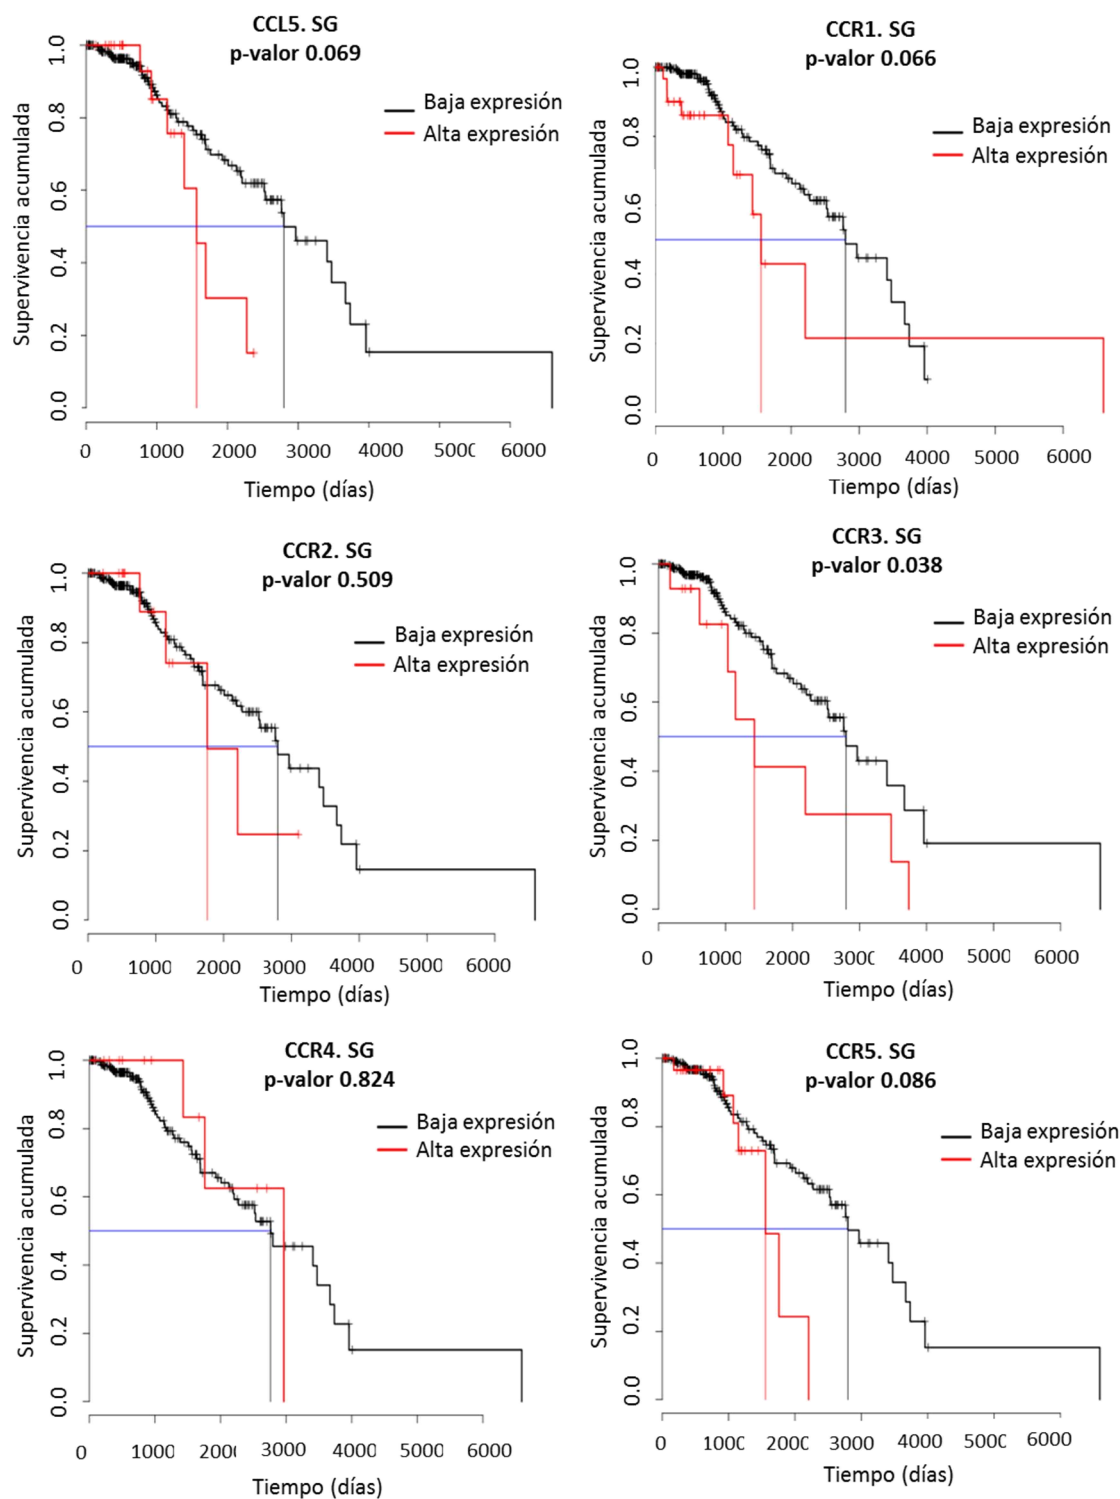 CCL5. SG
p-valor 0.069
Baja expresión
Alta expresión
Supervivencia acumulada
1.0
0.8
0.6
0.4
0.2
0.0
0 1000 2000 3000 4000 5000 6000
Tiempo (días)
CCR1. SG
p-valor 0.066
Baja expresión
Alta expresión
Supervivencia acumulada
1.0
0.8
0.6
0.4
0.2
0.0
0 1000 2000 3000 4000 5000 6000
Tiempo (días)
CCR2. SG
p-valor 0.509
Baja expresión
Alta expresión
Supervivencia acumulada
1.0
0.8
0.6
0.4
0.2
0.0
0 1000 2000 3000 4000 5000 6000
Tiempo (días)
CCR3. SG
p-valor 0.038
Baja expresión
Alta expresión
Supervivencia acumulada
1.0
0.8
0.6
0.4
0.2
0.0
0 1000 2000 3000 4000 5000 6000
Tiempo (días)
CCR4. SG
p-valor 0.824
Baja expresión
Alta expresión
Supervivencia acumulada
1.0
0.8
0.6
0.4
0.2
0.0
0 1000 2000 3000 4000 5000 6000
Tiempo (días)
CCR5. SG
p-valor 0.086
Baja expresión
Alta expresión
Supervivencia acumulada
1.0
0.8
0.6
0.4
0.2
0.0
0 1000 2000 3000 4000 5000 6000
Tiempo (días)